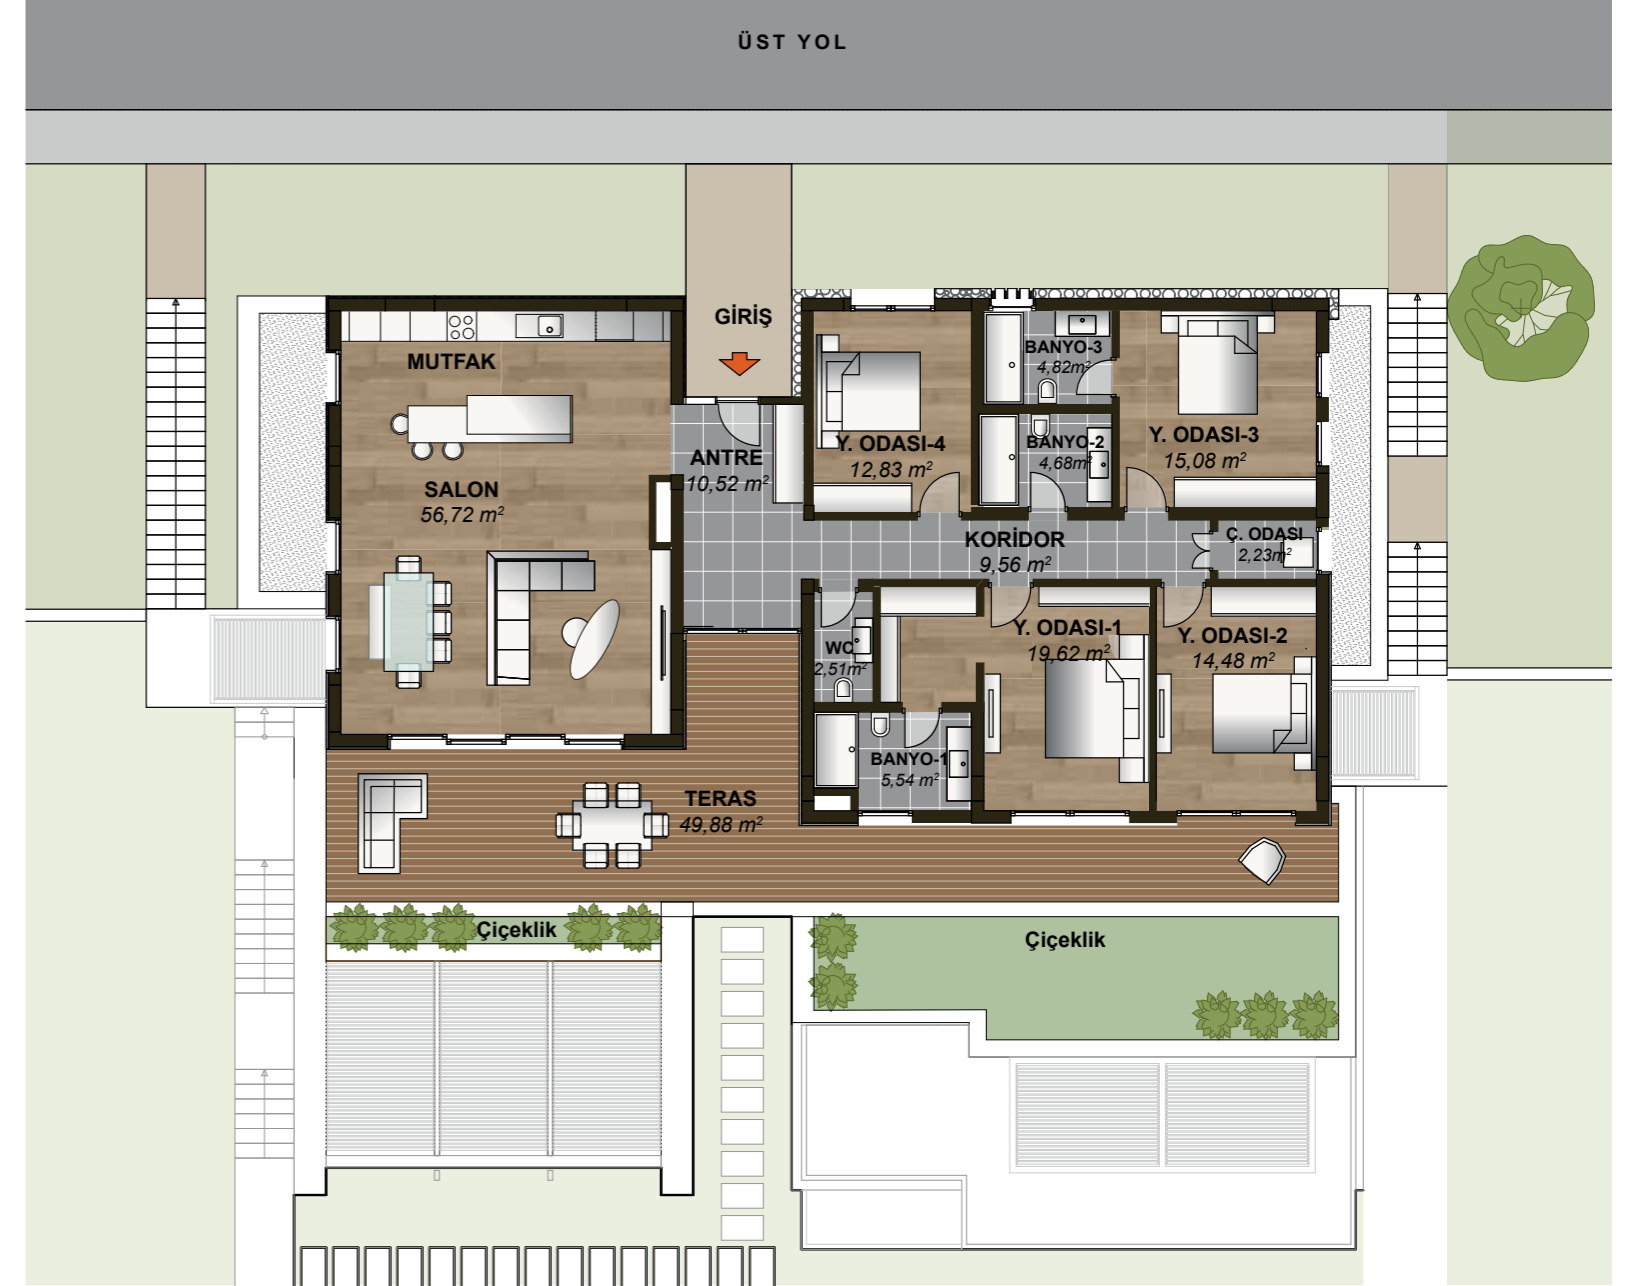 ÜST YOL
GİRİŞ
MUTFAK
SALON
56,72 m²
ANTRE
10,52 m²
Y. ODASI-4
12,83 m²
BANYO-3
4,82m²
BANYO-2
4,68m²
Y. ODASI-3
15,08 m²
KORİDOR
9,56 m²
Ç. ODASI
2,23m²
WC
2,51m²
Y. ODASI-1
19,62 m²
Y. ODASI-2
14,48 m²
BANYO-1
5,54 m²
TERAS
49,88 m²
Çiçeklik
Çiçeklik